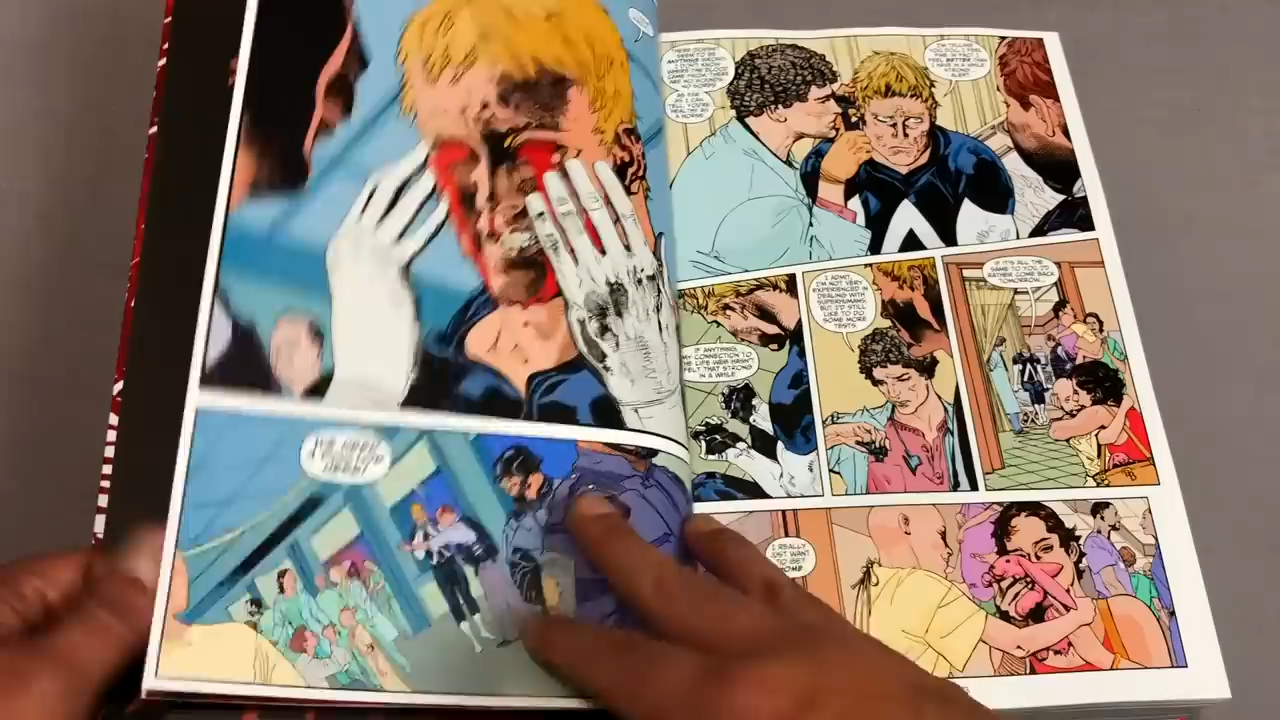 THERE DOESN'T
SEEM TO BE
ANYTHING WRONG.
I DON'T KNOW
WHERE THE BLOOD
CAME FROM. THERE
ARE NO WOUNDS,
NO SORES.
AS FAR
AS I CAN
TELL, YOU'RE
HEALTHY AS
A HORSE.
I'M TELLING
YOU, DOC, I FEEL
FINE. IN FACT, I
FEEL BETTER THAN
I HAVE IN A WHILE.
STRONG.
ALERT.
IF ANYTHING,
MY CONNECTION TO
THE LIFE WEB HASN'T
FELT THAT STRONG
IN A WHILE.
I ADMIT,
I'M NOT VERY
EXPERIENCED IN
DEALING WITH
SUPERHUMANS,
BUT I'D STILL
LIKE TO DO
SOME MORE
TESTS.
IF IT'S ALL THE
SAME TO YOU, I'D
RATHER COME BACK
TOMORROW...
I REALLY
JUST WANT
TO GET